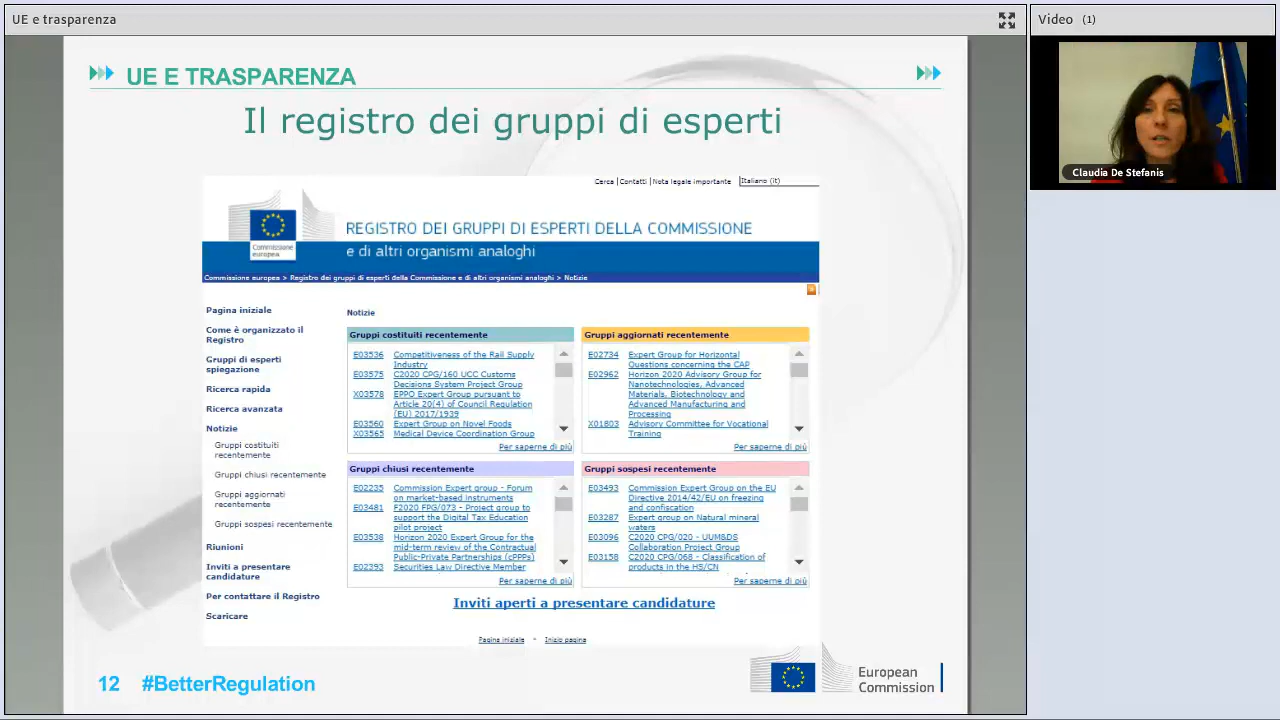 UE e trasparenza
Video (1)
Claudia De Stefanis
UE E TRASPARENZA
Il registro dei gruppi di esperti
Cerca | Contatti | Nota legale importante
Italiano (it)
Commissione
europea
REGISTRO DEI GRUPPI DI ESPERTI DELLA COMMISSIONE
e di altri organismi analoghi
Commissione europea > Registro dei gruppi di esperti della Commissione e di altri organismi analoghi > Notizie
Pagina iniziale
Come è organizzato il
Registro
Gruppi di esperti
spiegazione
Ricerca rapida
Ricerca avanzata
Notizie
Gruppi costituiti
recentemente
Gruppi chiusi recentemente
Gruppi aggiornati
recentemente
Gruppi sospesi recentemente
Riunioni
Inviti a presentare
candidature
Per contattare il Registro
Scaricare
Notizie
Gruppi costituiti recentemente
E03536 Competitiveness of the Rail Supply
Industry
E03575 C2020 CPG/160 UCC Customs
Decisions System Project Group
X03578 EPPO Expert Group pursuant to
Article 20(4) of Council Regulation
(EU) 2017/1939
E03560 Expert Group on Novel Foods
X03565 Medical Device Coordination Group
Per saperne di più
Gruppi aggiornati recentemente
E02734 Expert Group for Horizontal
Questions concerning the CAP
E02962 Horizon 2020 Advisory Group for
Nanotechnologies, Advanced
Materials, Biotechnology and
Advanced Manufacturing and
Processing
X01803 Advisory Committee for Vocational
Training
Per saperne di più
Gruppi chiusi recentemente
E02235 Commission Expert group - Forum
on market-based instruments
E03481 F2020 FPG/073 - Project group to
support the Digital Tax Education
pilot project
E03538 Horizon 2020 Expert Group for the
mid-term review of the Contractual
Public-Private Partnerships (cPPPs)
E02393 Securities Law Directive Member
Per saperne di più
Gruppi sospesi recentemente
E03493 Commission Expert Group on the EU
Directive 2014/42/EU on freezing
and confiscation
E03287 Expert group on Natural mineral
waters
E03096 C2020 CPG/020 - UUM&DS
Collaboration Project Group
E03158 C2020 CPG/068 - Classification of
products in the HS/CN
Per saperne di più
Inviti aperti a presentare candidature
Pagina iniziale - Inizio pagina
12 #BetterRegulation
European
Commission